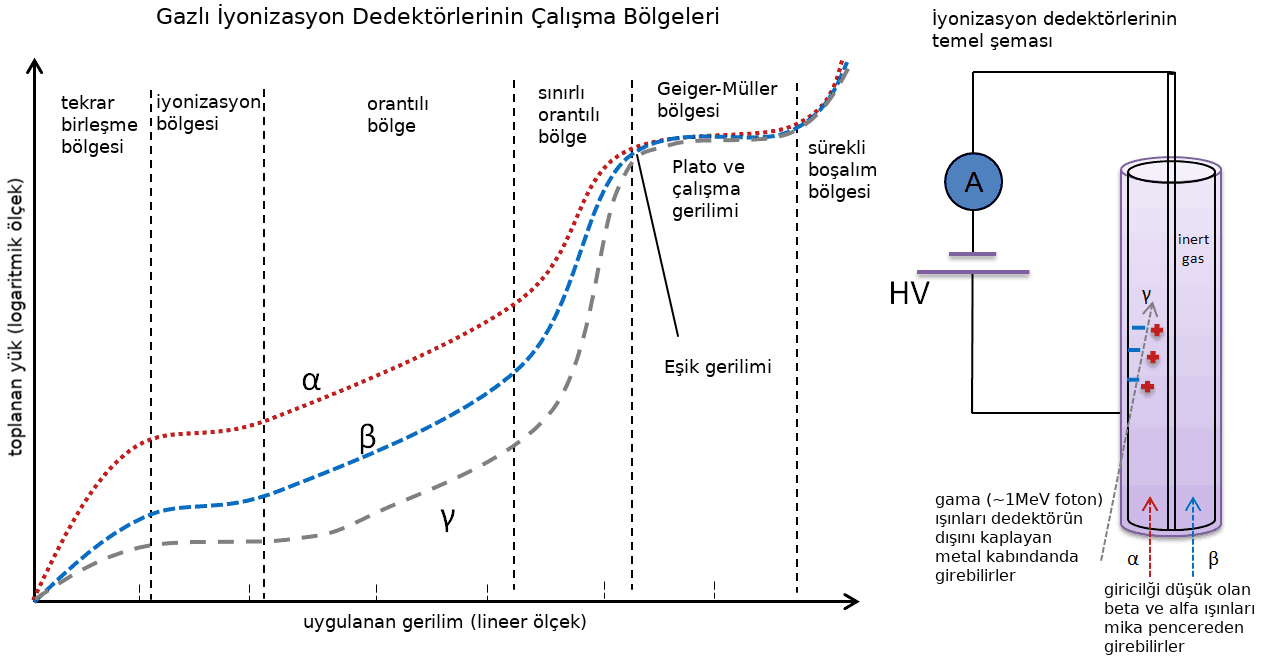 Gazlı İyonizasyon Dedektörlerinin Çalışma Bölgeleri
tekrar
birleşme
bölgesi
iyonizasyon
bölgesi
orantılı
bölge
sınırlı
orantılı
bölge
Geiger-Müller
bölgesi
Plato ve
çalışma
gerilimi
sürekli
boşalım
bölgesi
Eşik gerilimi
α
β
γ
toplanan yük (logaritmik ölçek)
uygulanan gerilim (lineer ölçek)
İyonizasyon dedektörlerinin
temel şeması
A
HV
inert
gas
γ
gama (~1MeV foton)
ışınları dedektörün
dışını kaplayan
metal kabındanda
girebilirler
α
β
giricilği düşük olan
beta ve alfa ışınları
mika pencereden
girebilirler